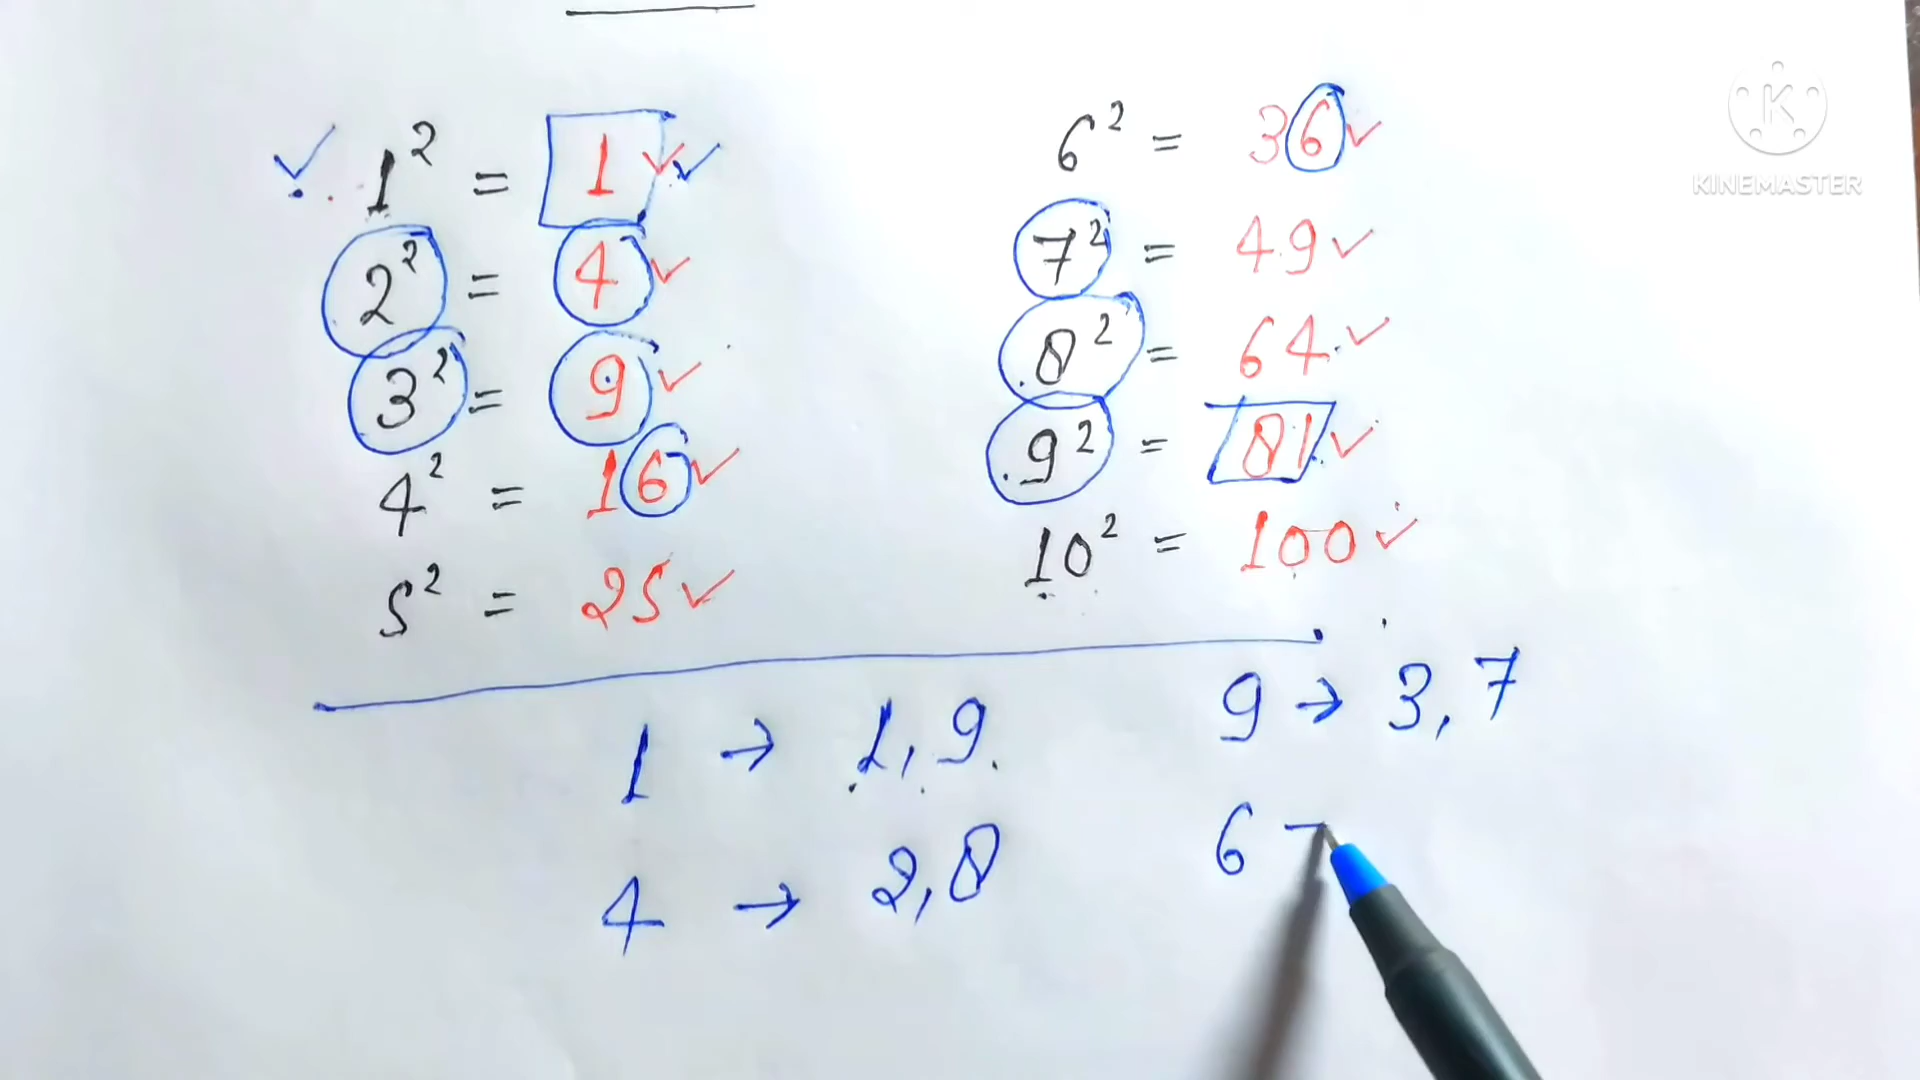 1² = 1
2² = 4
3² = 9
4² = 16
5² = 25
6² = 36
7² = 49
8² = 64
9² = 81
10² = 100
1 → 1, 9
4 → 2, 8
9 → 3, 7
6
KINEMASTER